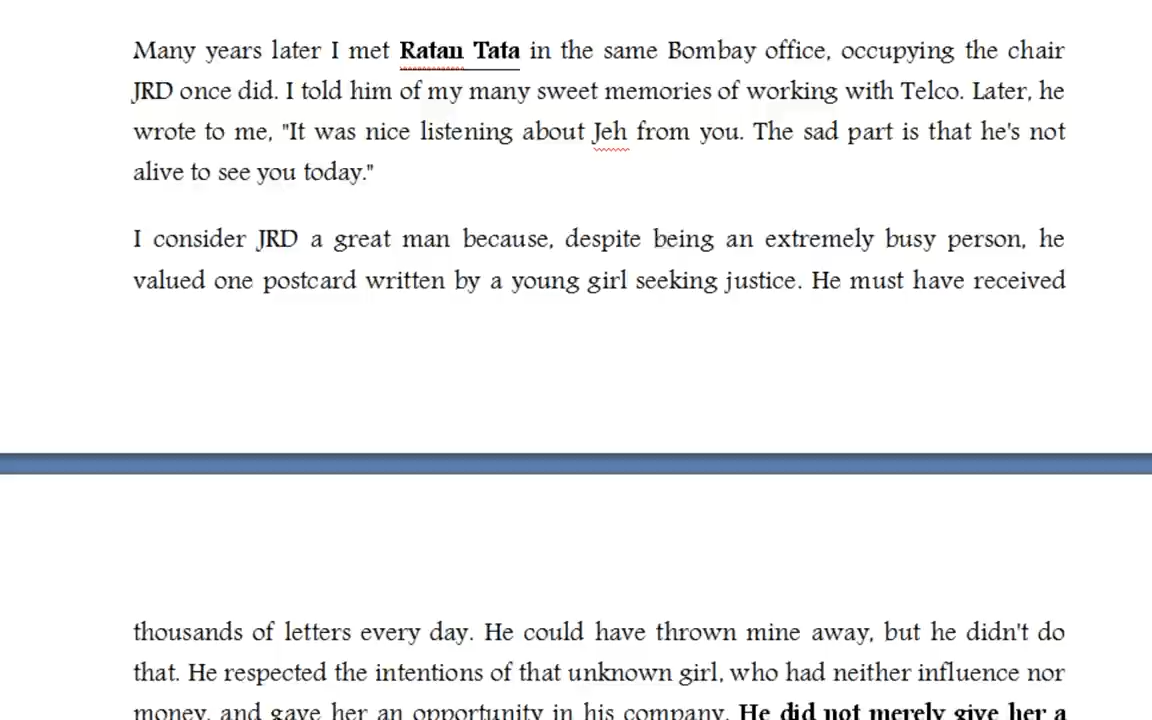 Many years later I met Ratan Tata in the same Bombay office, occupying the chair
JRD once did. I told him of my many sweet memories of working with Telco. Later, he
wrote to me, "It was nice listening about Jeh from you. The sad part is that he's not
alive to see you today."
I consider JRD a great man because, despite being an extremely busy person, he
valued one postcard written by a young girl seeking justice. He must have received
thousands of letters every day. He could have thrown mine away, but he didn't do
that. He respected the intentions of that unknown girl, who had neither influence nor
money, and gave her an opportunity in his company. He did not merely give her a